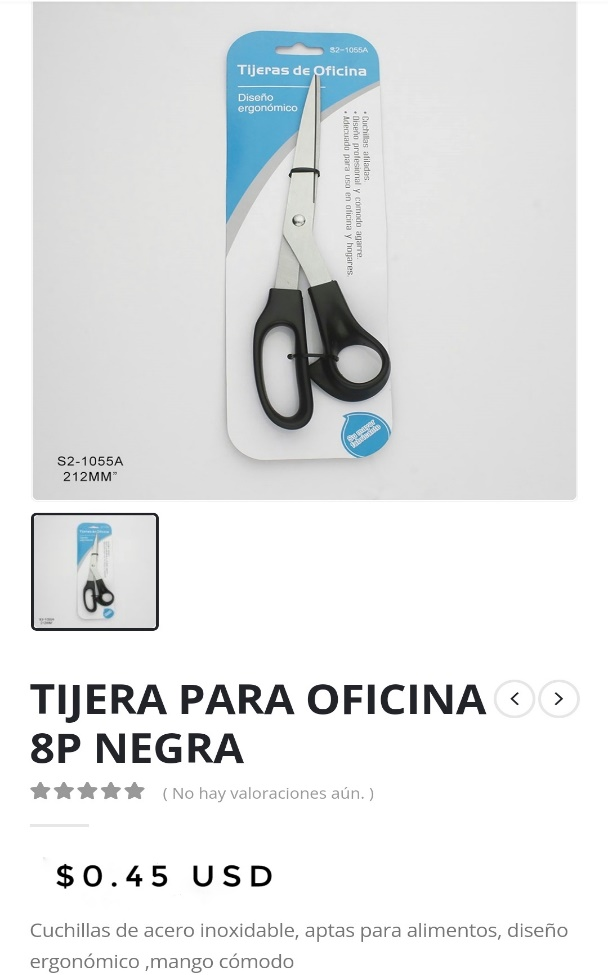 S2-1055A
Tijeras de Oficina
Diseño
ergonómico
• Cuchillas afiladas.
• Diseño profesional y cómodo agarre.
• Adecuado para uso en oficina y hogares.
S2-1055A
212MM”
TIJERA PARA OFICINA
8P NEGRA
( No hay valoraciones aún. )
$0.45 USD
Cuchillas de acero inoxidable, aptas para alimentos, diseño
ergonómico ,mango cómodo